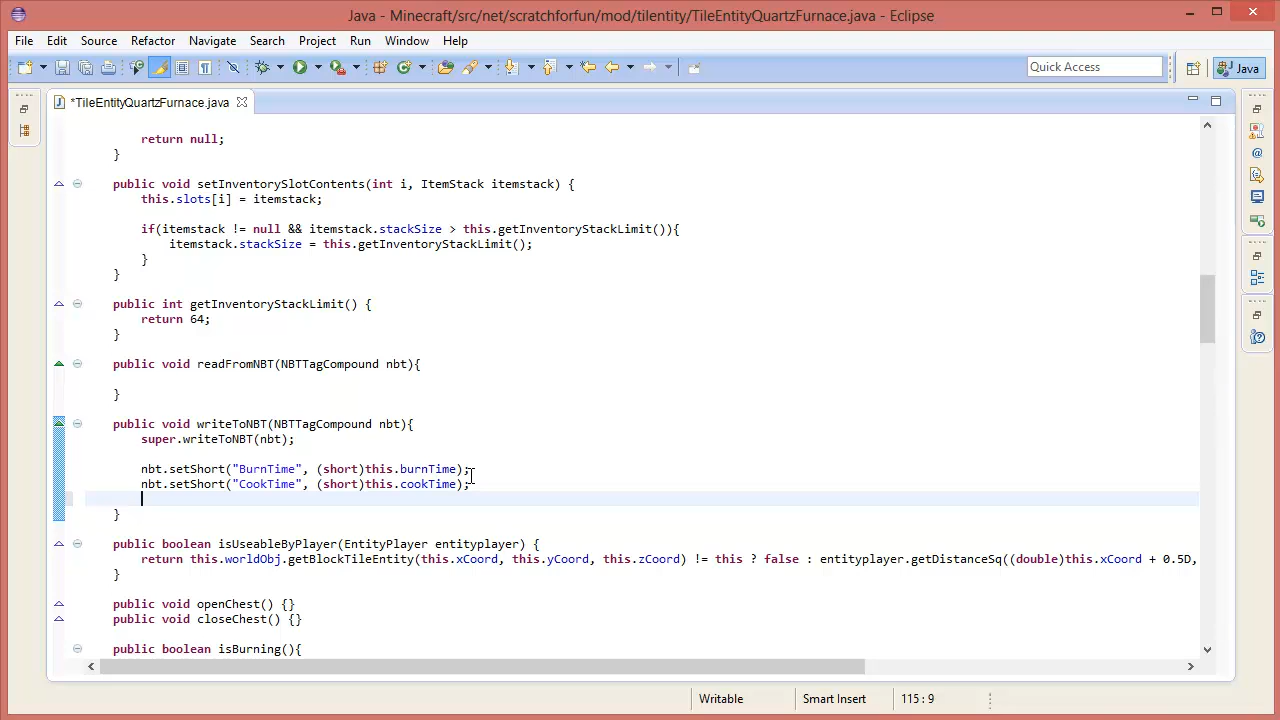 Java - Minecraft/src/net/scratchforfun/mod/tilentity/TileEntityQuartzFurnace.java - Eclipse
File Edit Source Refactor Navigate Search Project Run Window Help
Quick Access
Java
*TileEntityQuartzFurnace.java
return null;
}
public void setInventorySlotContents(int i, ItemStack itemstack) {
this.slots[i] = itemstack;
if(itemstack != null && itemstack.stackSize > this.getInventoryStackLimit()){
itemstack.stackSize = this.getInventoryStackLimit();
}
}
public int getInventoryStackLimit() {
return 64;
}
public void readFromNBT(NBTTagCompound nbt){
}
public void writeToNBT(NBTTagCompound nbt){
super.writeToNBT(nbt);
nbt.setShort("BurnTime", (short)this.burnTime);
nbt.setShort("CookTime", (short)this.cookTime);
}
public boolean isUseableByPlayer(EntityPlayer entityplayer) {
return this.worldObj.getBlockTileEntity(this.xCoord, this.yCoord, this.zCoord) != this ? false : entityplayer.getDistanceSq((double)this.xCoord + 0.5D,
}
public void openChest() {}
public void closeChest() {}
public boolean isBurning(){
Writable
Smart Insert
115 : 9